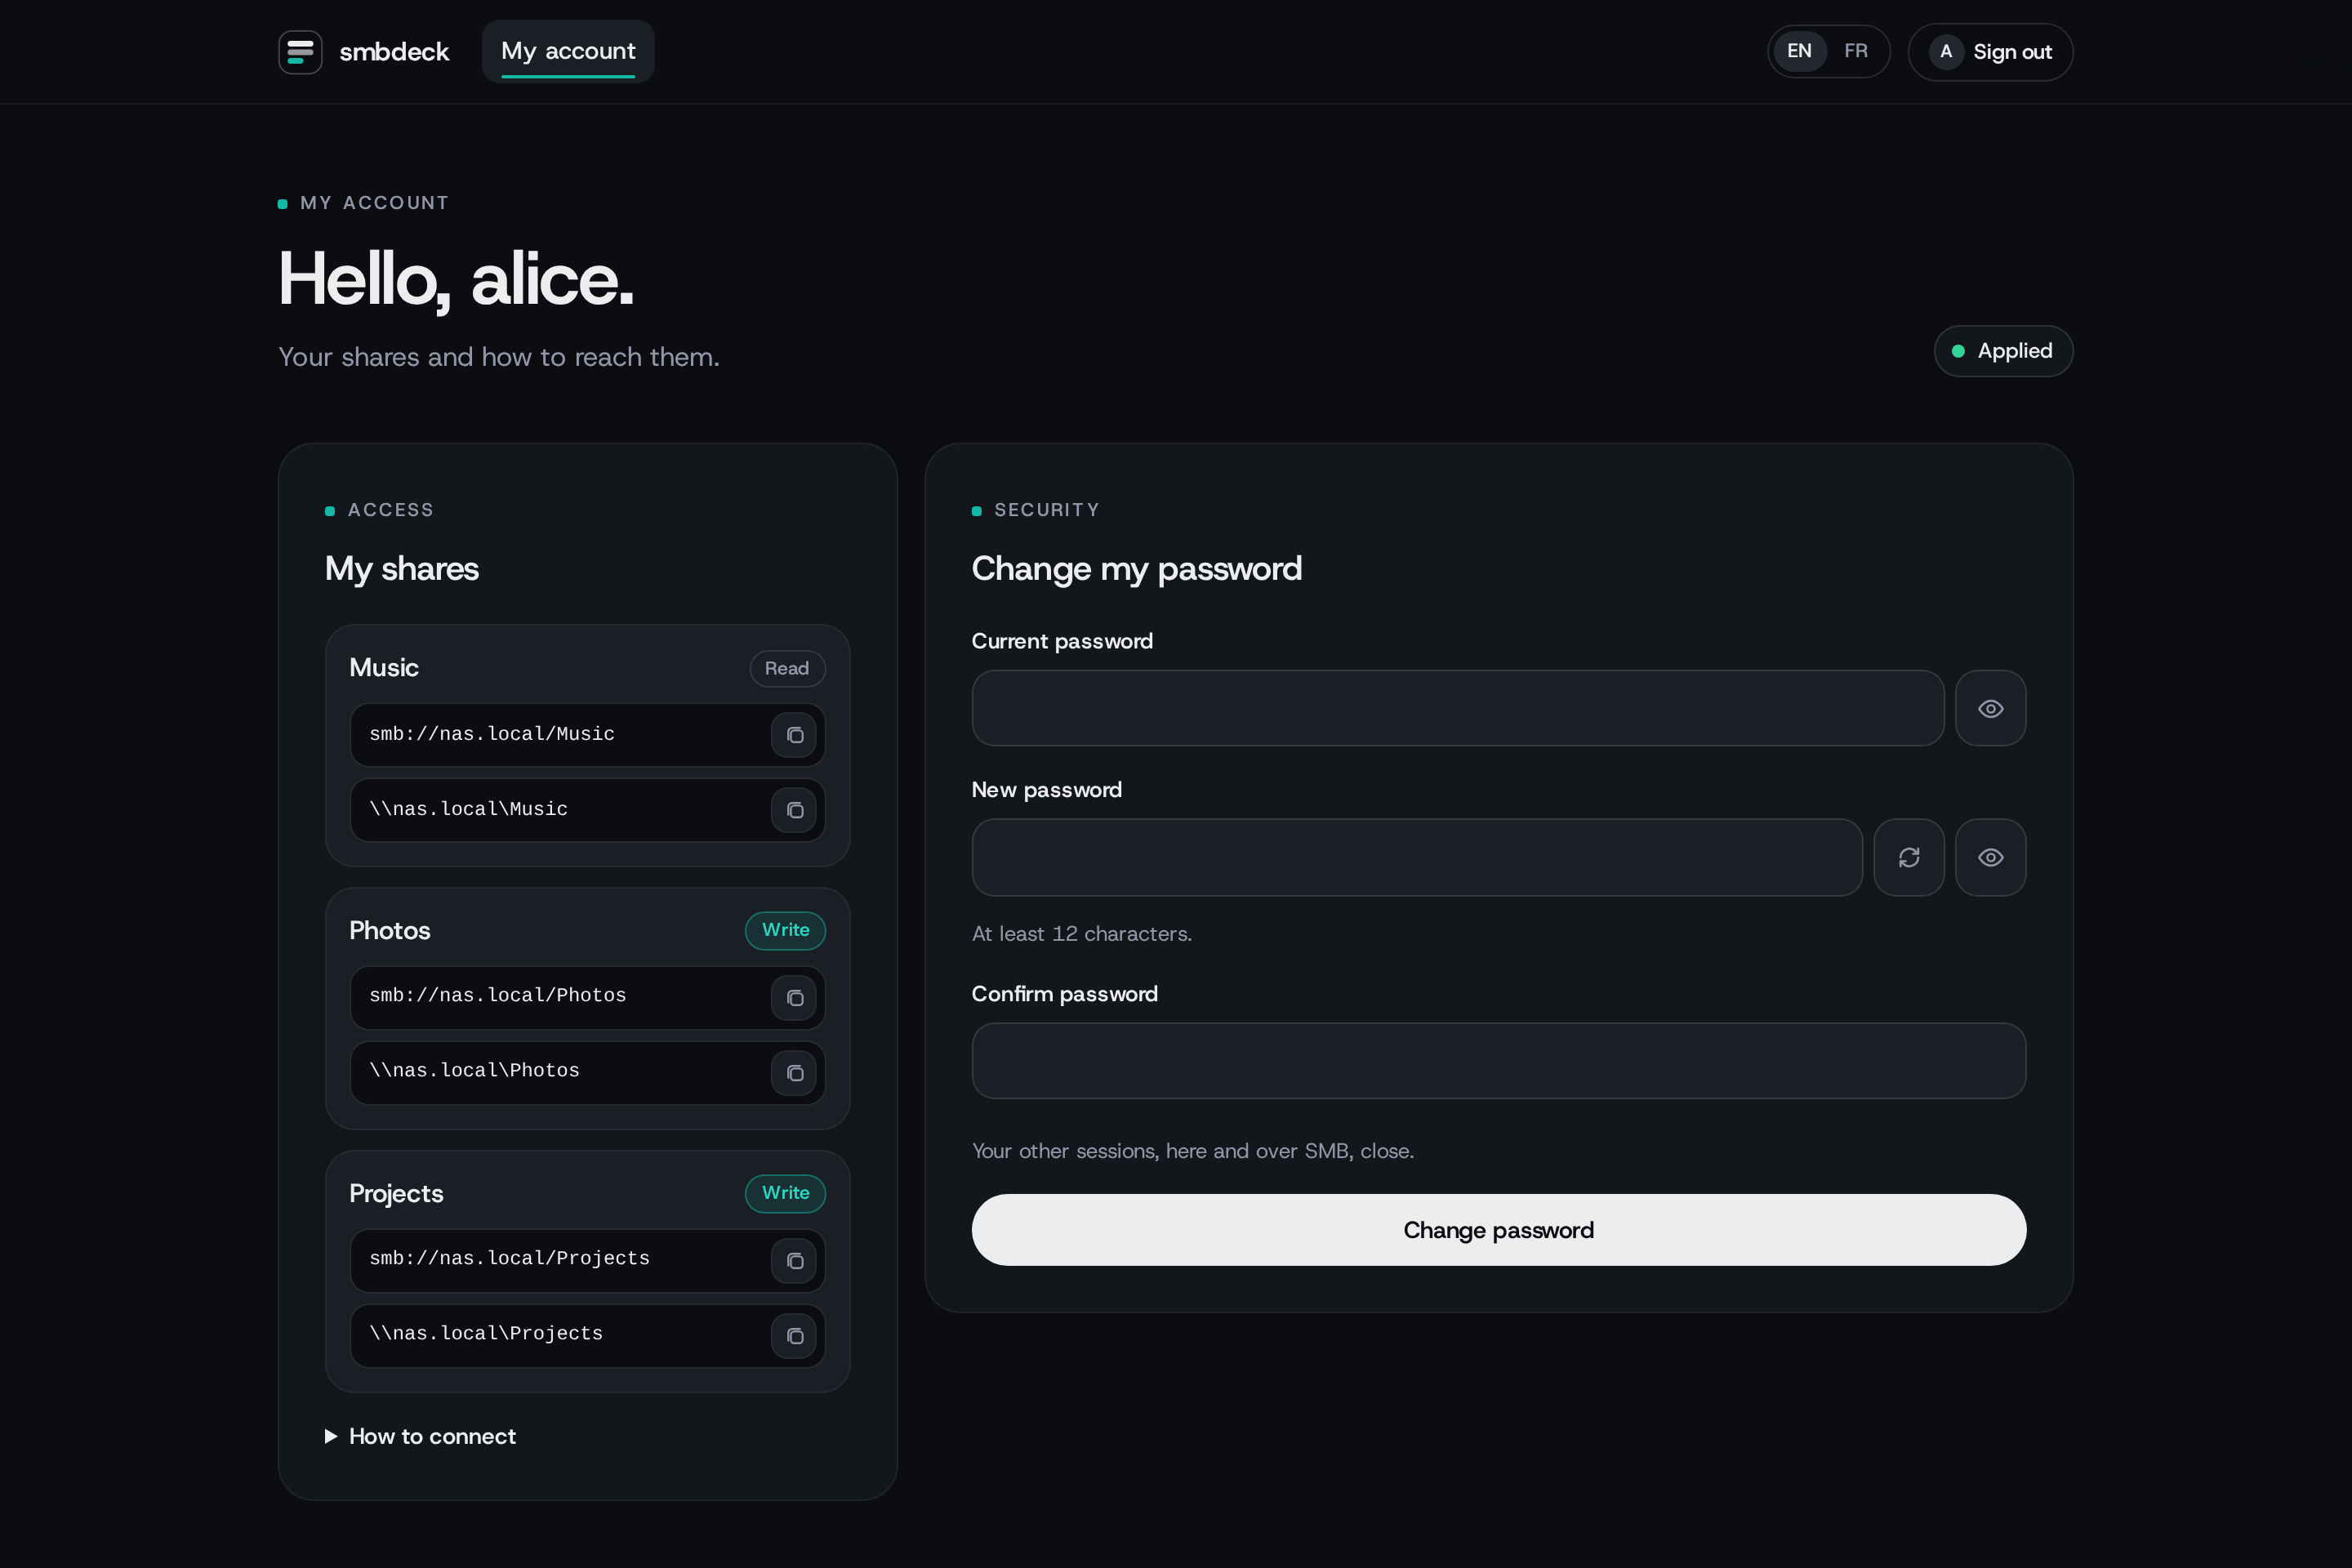 smbdeck
My account
EN
FR
A
Sign out
MY ACCOUNT
Hello, alice.
Your shares and how to reach them.
Applied
ACCESS
My shares
Music
Read
smb://nas.local/Music
\\nas.local\Music
Photos
Write
smb://nas.local/Photos
\\nas.local\Photos
Projects
Write
smb://nas.local/Projects
\\nas.local\Projects
How to connect
SECURITY
Change my password
Current password
New password
At least 12 characters.
Confirm password
Your other sessions, here and over SMB, close.
Change password